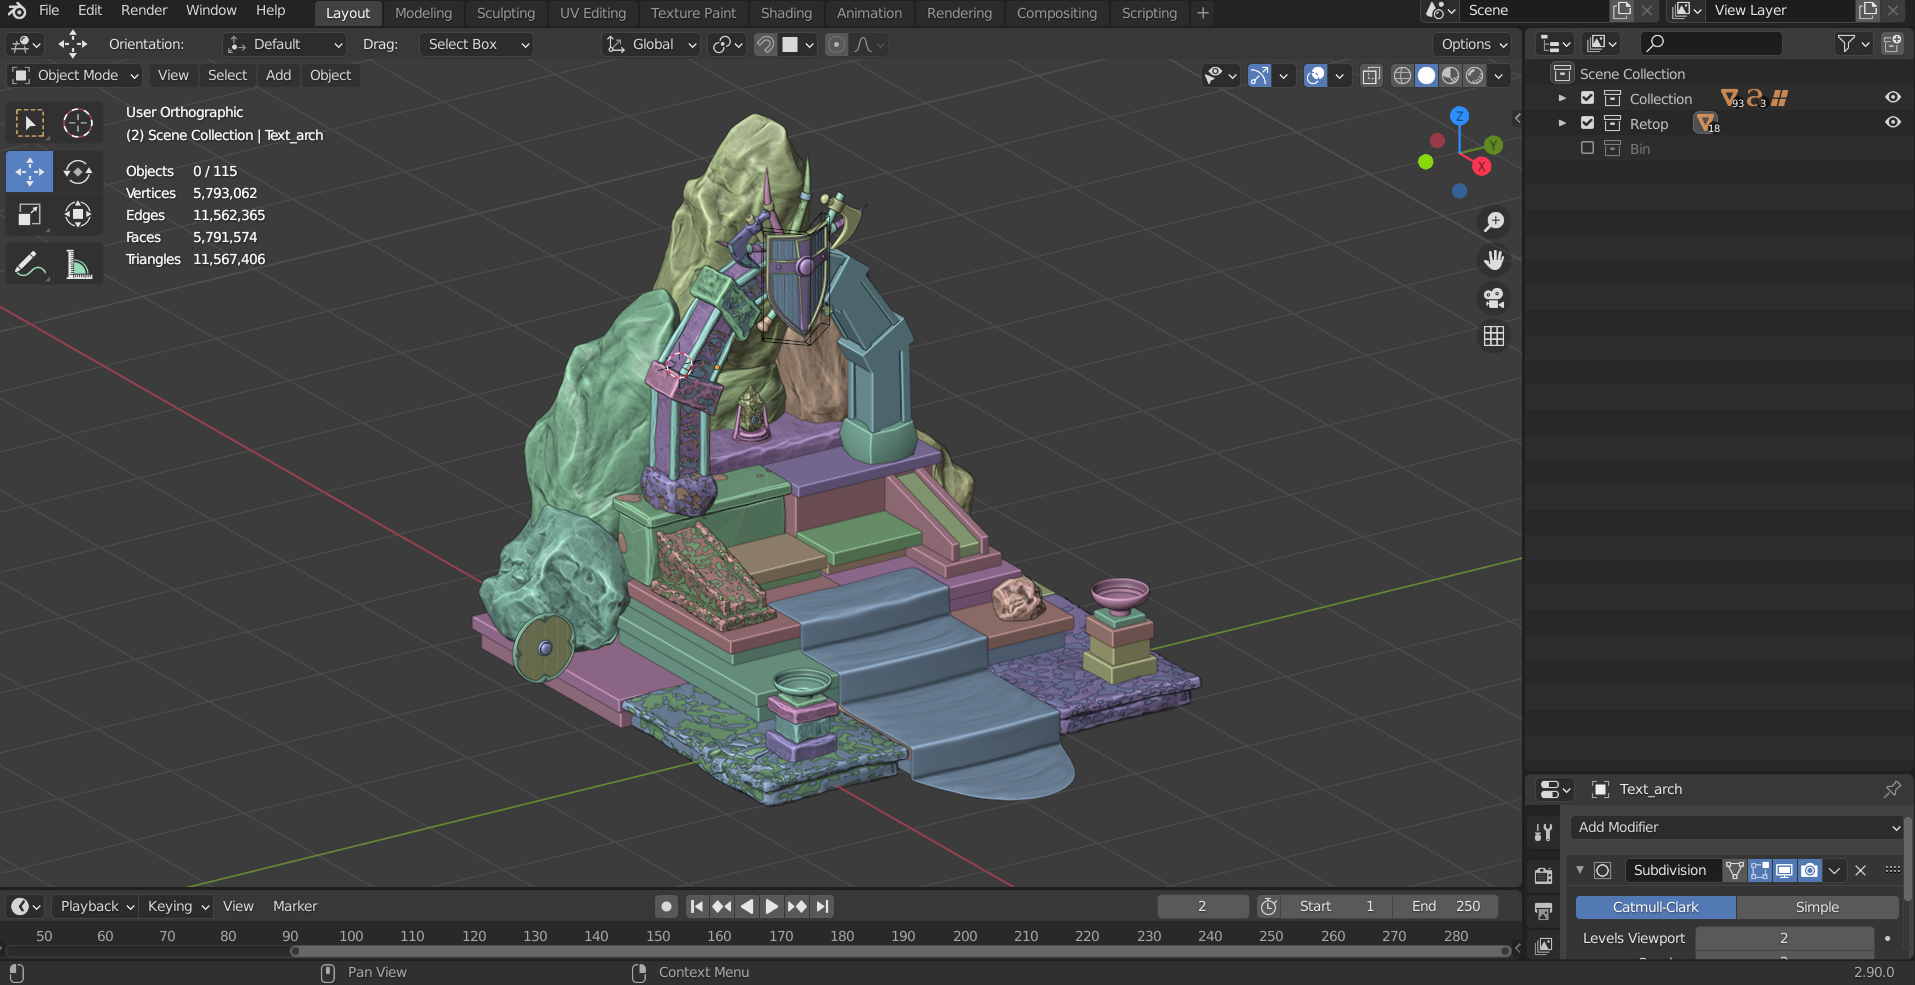 File Edit Render Window Help Layout Modeling Sculpting UV Editing Texture Paint Shading Animation Rendering Compositing Scripting + Scene View Layer
Orientation: Default Drag: Select Box Global Options
Object Mode View Select Add Object
User Orthographic
(2) Scene Collection | Text_arch
Objects 0 / 115
Vertices 5,793,062
Edges 11,562,365
Faces 5,791,574
Triangles 11,567,406
Z
Y
X
Scene Collection
Collection 93 3
Retop 18
Bin
Text_arch
Add Modifier
Subdivision
Catmull-Clark Simple
Levels Viewport 2
Playback Keying View Marker 2 Start 1 End 250
50 60 70 80 90 100 110 120 130 140 150 160 170 180 190 200 210 220 230 240 250 260 270 280
Pan View Context Menu 2.90.0